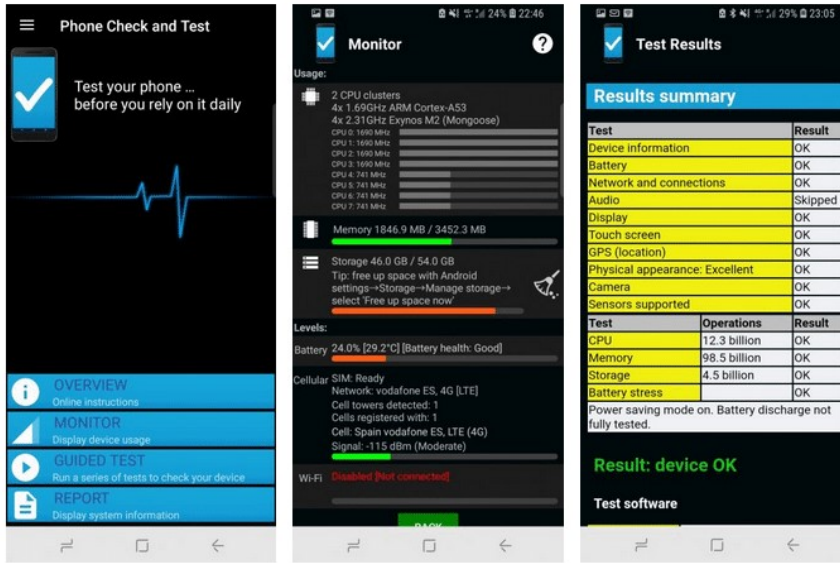 Phone Check and Test
Test your phone ...
before you rely on it daily
OVERVIEW
Online instructions
MONITOR
Display device usage
GUIDED TEST
Run a series of tests to check your device
REPORT
Display system information
24% 22:46
Monitor
?
Usage:
2 CPU clusters
4x 1.69GHz ARM Cortex-A53
4x 2.31GHz Exynos M2 (Mongoose)
CPU 0: 1690 MHz
CPU 1: 1690 MHz
CPU 2: 1690 MHz
CPU 3: 1690 MHz
CPU 4: 741 MHz
CPU 5: 741 MHz
CPU 6: 741 MHz
CPU 7: 741 MHz
Memory 1846.9 MB / 3452.3 MB
Storage 46.0 GB / 54.0 GB
Tip: free up space with Android
settings→Storage→Manage storage→
select 'Free up space now'
Levels:
Battery 24.0% [29.2°C] [Battery health: Good]
Cellular SIM: Ready
Network: vodafone ES, 4G [LTE]
Cell towers detected: 1
Cells registered with: 1
Cell: Spain vodafone ES, LTE (4G)
Signal: -115 dBm (Moderate)
Wi-Fi Disabled [Not connected]
BACK
29% 23:05
Test Results
Results summary
Test Result
Device information OK
Battery OK
Network and connections OK
Audio Skipped
Display OK
Touch screen OK
GPS (location) OK
Physical appearance: Excellent OK
Camera OK
Sensors supported OK
Test Operations Result
CPU 12.3 billion OK
Memory 98.5 billion OK
Storage 4.5 billion OK
Battery stress OK
Power saving mode on. Battery discharge not
fully tested.
Result: device OK
Test software